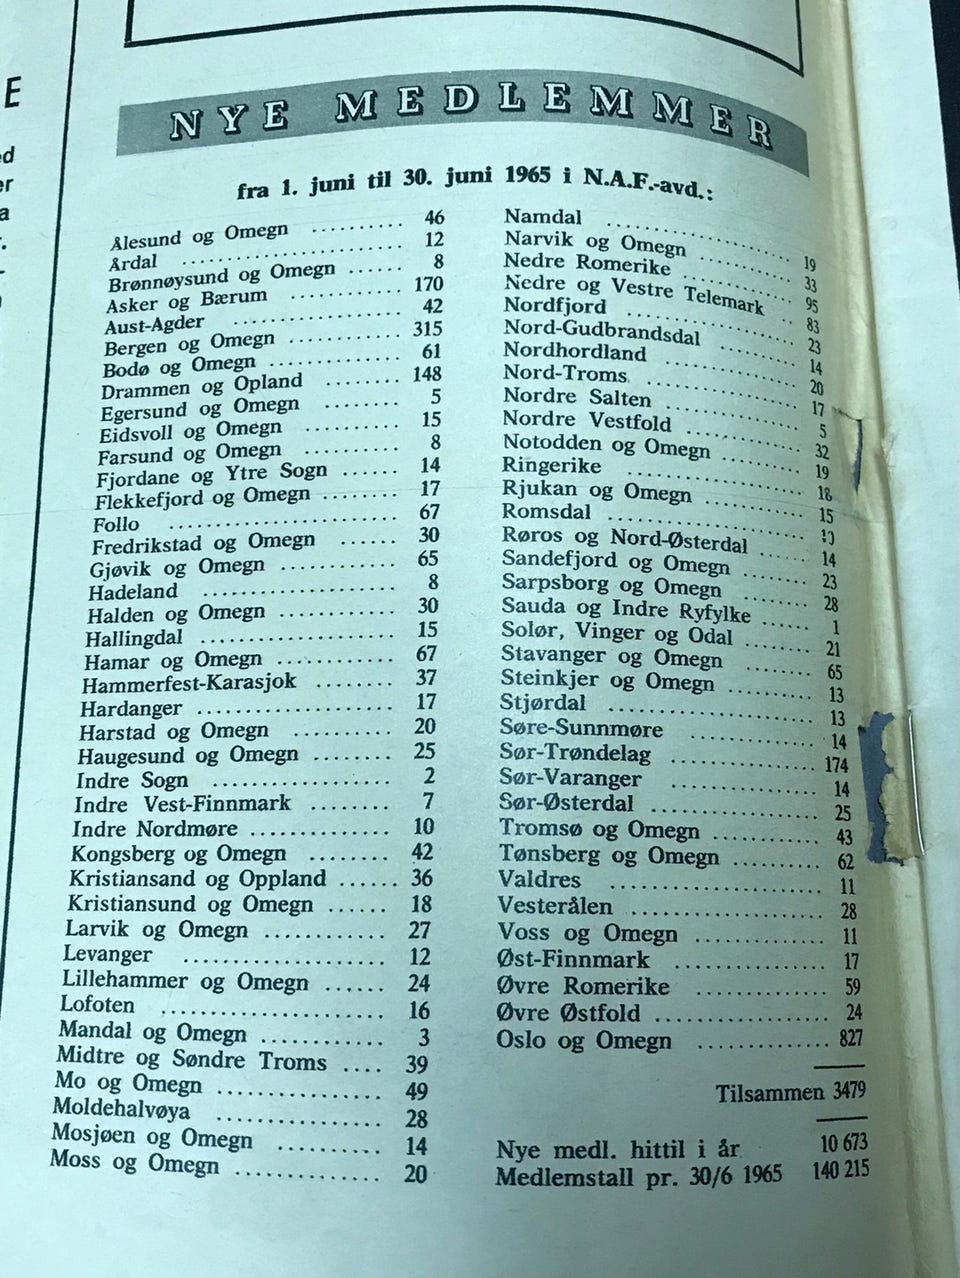 E
ed
er
a
NYE MEDLEMMER
fra 1. juni til 30. juni 1965 i N.A.F.-avd.:
Ålesund og Omegn .......... 46
Årdal .......... 12
Brønnøysund og Omegn ...... 8
Asker og Bærum .......... 170
Aust-Agder .......... 42
Bergen og Omegn .......... 315
Bodø og Omegn .......... 61
Drammen og Opland ........ 148
Egersund og Omegn ........ 5
Eidsvoll og Omegn .......... 15
Farsund og Omegn .......... 8
Fjordane og Ytre Sogn ...... 14
Flekkefjord og Omegn ........ 17
Follo .......... 67
Fredrikstad og Omegn ...... 30
Gjøvik og Omegn .......... 65
Hadeland .......... 8
Halden og Omegn .......... 30
Hallingdal .......... 15
Hamar og Omegn .......... 67
Hammerfest-Karasjok ........ 37
Hardanger .......... 17
Harstad og Omegn .......... 20
Haugesund og Omegn ........ 25
Indre Sogn .......... 2
Indre Vest-Finnmark ........ 7
Indre Nordmøre .......... 10
Kongsberg og Omegn ........ 42
Kristiansand og Oppland ...... 36
Kristiansund og Omegn ...... 18
Larvik og Omegn .......... 27
Levanger .......... 12
Lillehammer og Omegn ...... 24
Lofoten .......... 16
Mandal og Omegn .......... 3
Midtre og Søndre Troms .... 39
Mo og Omegn .......... 49
Moldehalvøya .......... 28
Mosjøen og Omegn .......... 14
Moss og Omegn .......... 20
Namdal .......... 19
Narvik og Omegn .......... 33
Nedre Romerike .......... 95
Nedre og Vestre Telemark .. 83
Nordfjord .......... 23
Nord-Gudbrandsdal ........ 14
Nordhordland .......... 20
Nord-Troms .......... 17
Nordre Salten .......... 5
Nordre Vestfold .......... 32
Notodden og Omegn ........ 19
Ringerike .......... 18
Rjukan og Omegn .......... 15
Romsdal ..........
Røros og Nord-Østerdal ...... 14
Sandefjord og Omegn ........ 23
Sarpsborg og Omegn ........ 28
Sauda og Indre Ryfylke ...... 1
Solør, Vinger og Odal ........ 21
Stavanger og Omegn ........ 65
Steinkjer og Omegn ........ 13
Stjørdal .......... 13
Søre-Sunnmøre .......... 14
Sør-Trøndelag .......... 174
Sør-Varanger .......... 14
Sør-Østerdal .......... 25
Tromsø og Omegn .......... 43
Tønsberg og Omegn .......... 62
Valdres .......... 11
Vesterålen .......... 28
Voss og Omegn .......... 11
Øst-Finnmark .......... 17
Øvre Romerike .......... 59
Øvre Østfold .......... 24
Oslo og Omegn .......... 827
Tilsammen 3479
Nye medl. hittil i år 10 673
Medlemstall pr. 30/6 1965 140 215